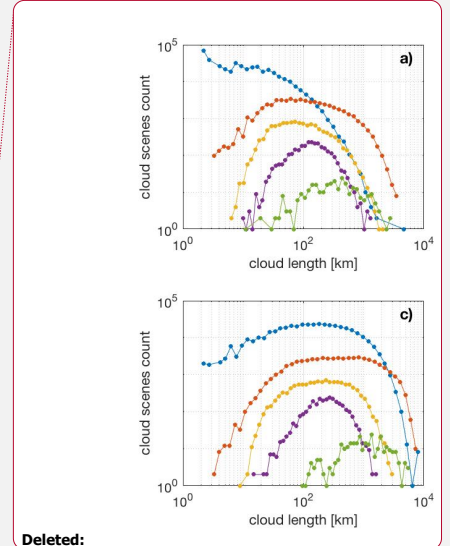 a)
10^5
cloud scenes count
10^0
10^0 10^2 10^4
cloud length [km]
c)
10^5
cloud scenes count
10^0
10^0 10^2 10^4
cloud length [km]
Deleted: